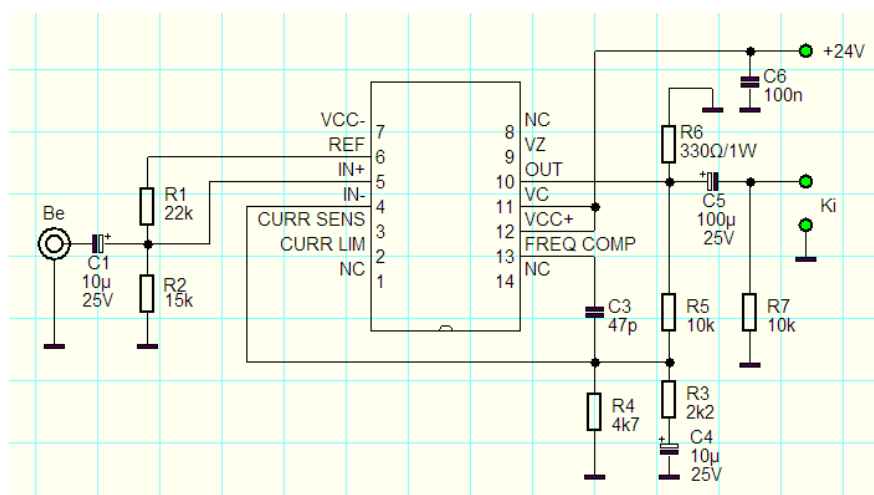 +24V
C6
100n
VCC-
7
8
NC
REF
6
9
VZ
IN+
5
10
OUT
IN-
4
11
VC
CURR SENS
3
12
VCC+
CURR LIM
2
13
FREQ COMP
NC
1
14
NC
R6
330Ω/1W
R1
22k
Be
C1
10µ
25V
R2
15k
+
+
C5
100µ
25V
Ki
C3
47p
R5
10k
R7
10k
R4
4k7
R3
2k2
+
C4
10µ
25V